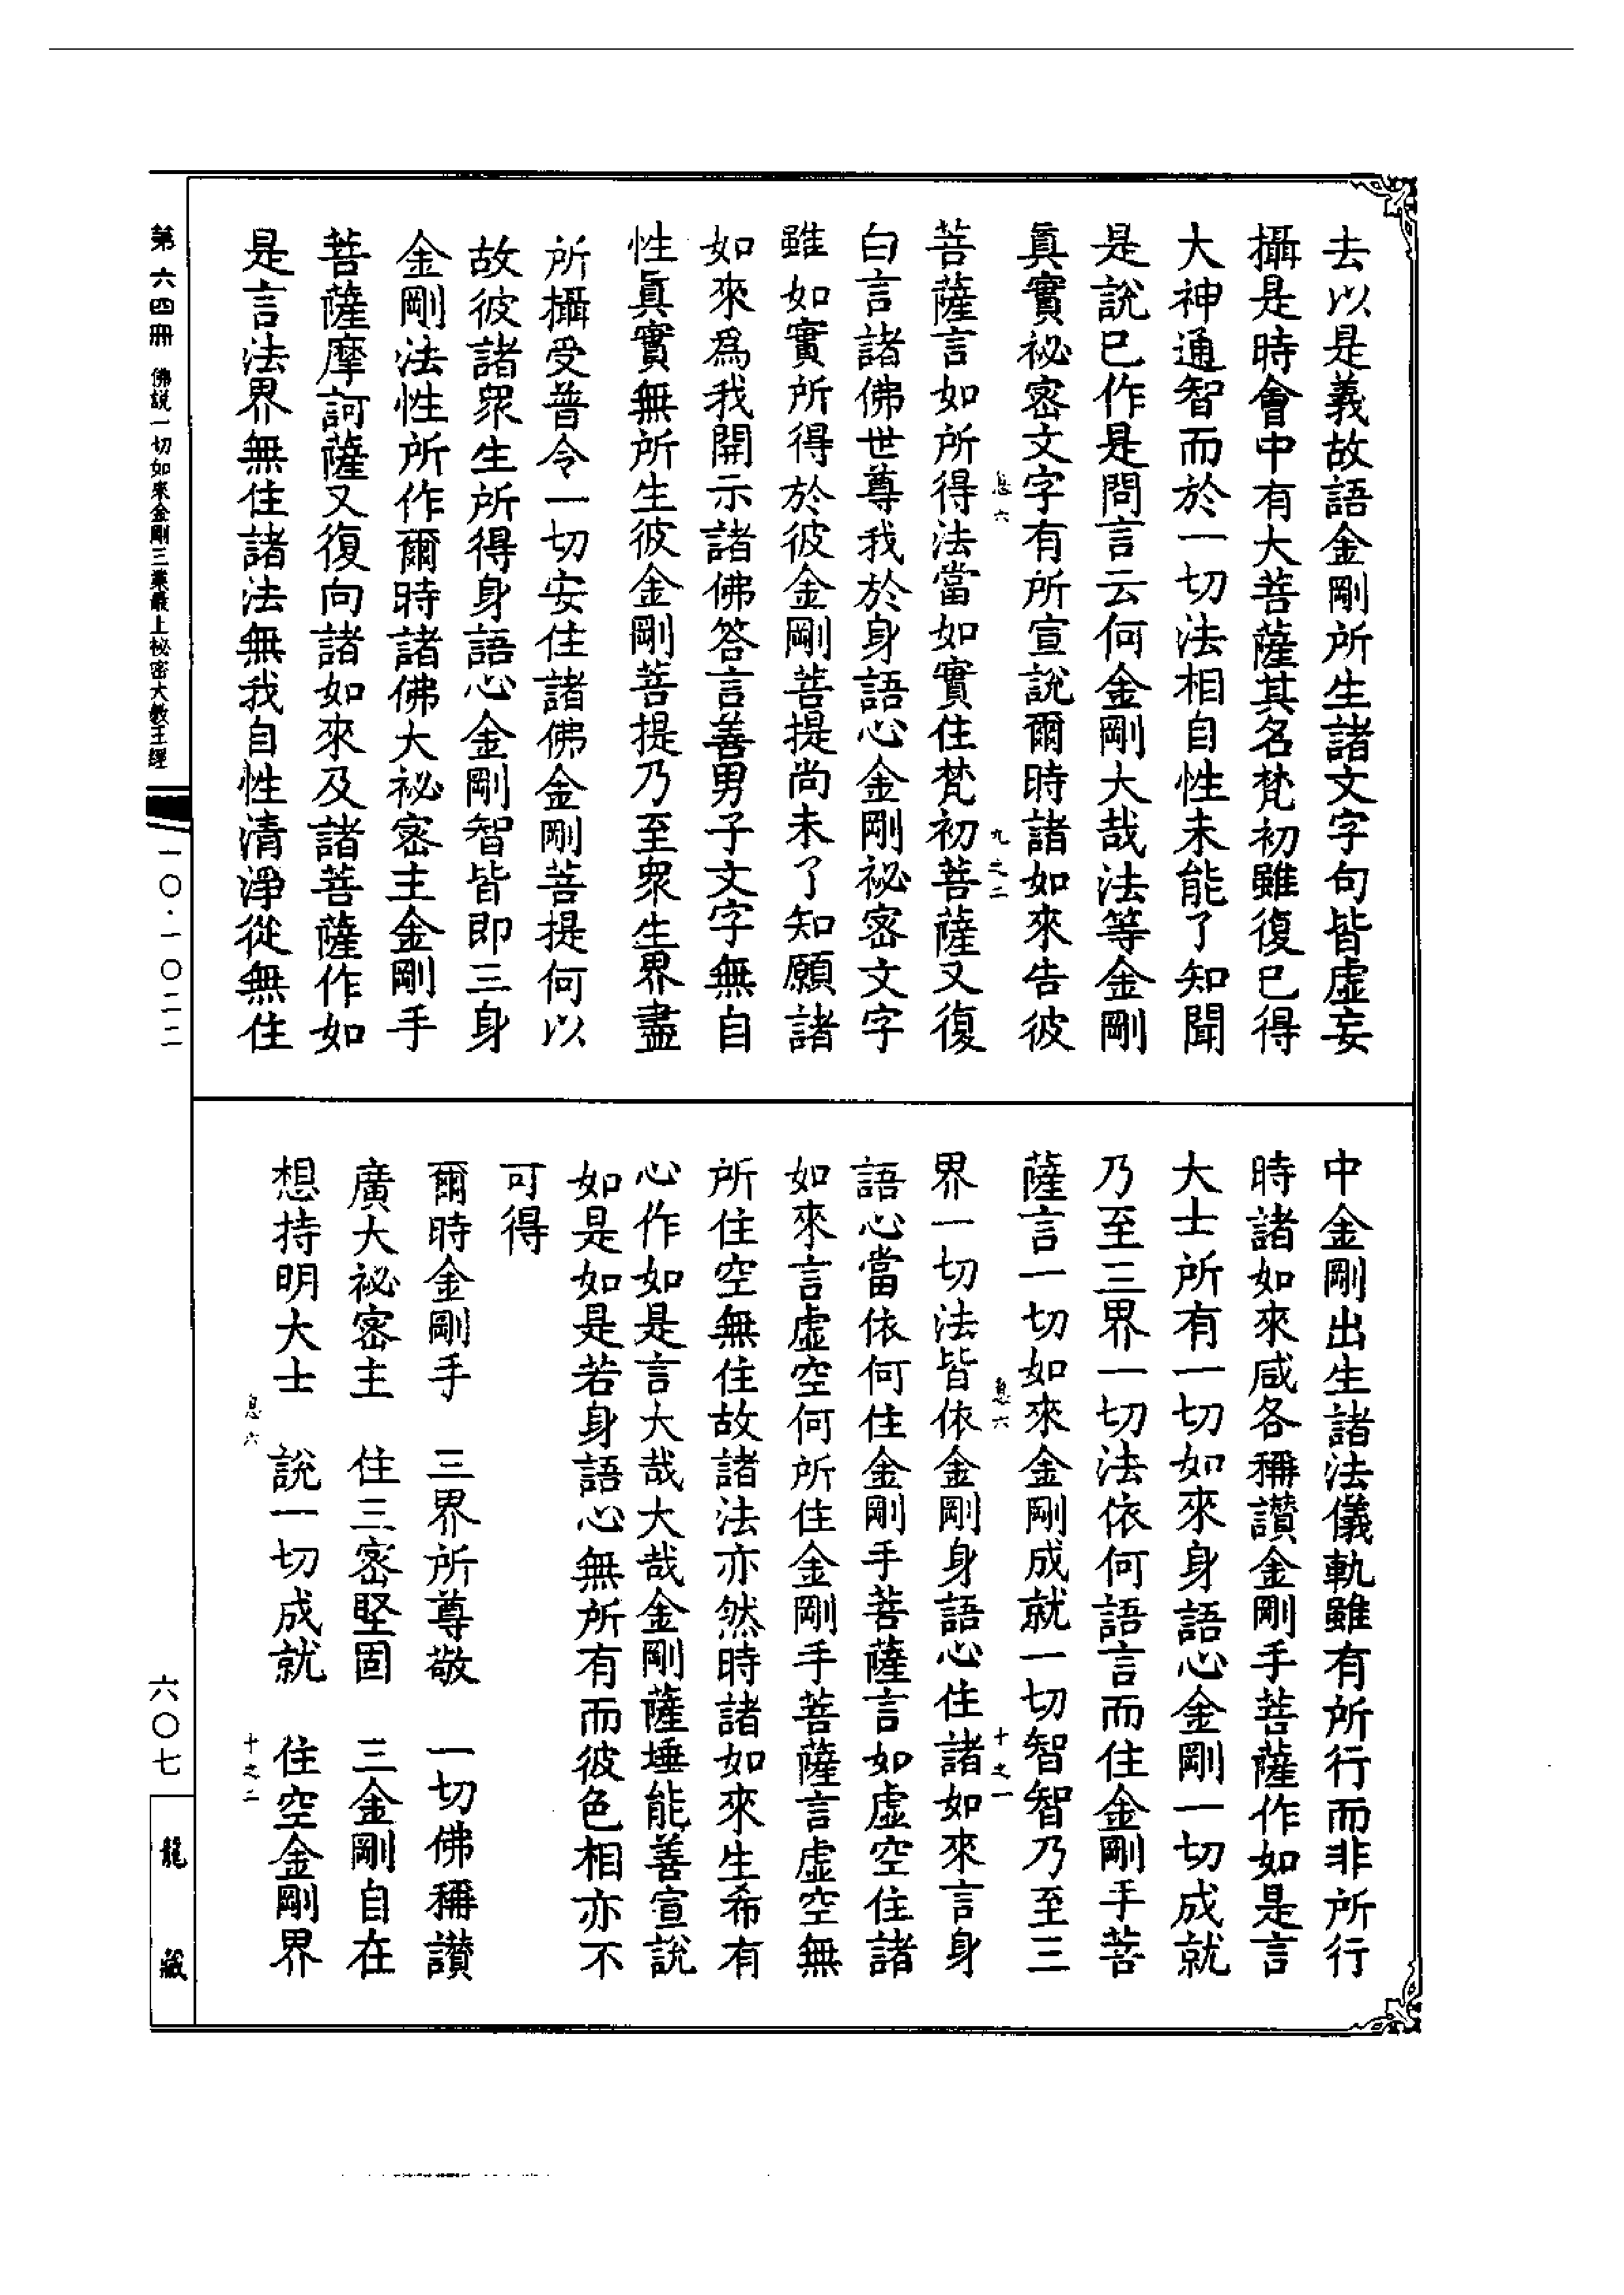 去以是義故語金剛所生諸文字句皆虛妄
攝是時會中有大菩薩其名梵初雖復已得
大神通智而於一切法相自性未能了知聞
是說已作是問言云何金剛大哉法等金剛
眞實祕密文字有所宣說爾時諸如來告彼
息六 九之二
菩薩言如所得法當如實住梵初菩薩又復
白言諸佛世尊我於身語心金剛祕密文字
雖如實所得於彼金剛菩提尚未了知願諸
如來爲我開示諸佛答言善男子文字無自
性眞實無所生彼金剛菩提乃至眾生界盡
所攝受普令一切安住諸佛金剛菩提何以
故彼諸眾生所得身語心金剛智皆即三身
金剛法性所作爾時諸佛大祕密主金剛手
菩薩摩訶薩又復向諸如來及諸菩薩作如
是言法界無住諸法無我自性清淨從無住
中金剛出生諸法儀軌雖有所行而非所行
時諸如來咸各稱讚金剛手菩薩作如是言
大士所有一切如來身語心金剛一切成就
乃至三界一切法依何語言而住金剛手菩
薩言一切如來金剛成就一切智智乃至三
息六 十之一
界一切法皆依金剛身語心住諸如來言身
語心當依何住金剛手菩薩言如虛空住諸
如來言虛空何所住金剛手菩薩言虛空無
所住空無住故諸法亦然時諸如來生希有
心作如是言大哉大哉金剛薩埵能善宣說
如是如是若身語心無所有而彼色相亦不
可得
爾時金剛手 三界所尊敬 一切佛稱讚
廣大祕密主 住三密堅固 三金剛自在
想持明大士 說一切成就 住空金剛界
息六 十之二
第六四冊 佛說一切如來金剛三業最上祕密大教王經 一〇·一〇二二 六〇七
龍藏